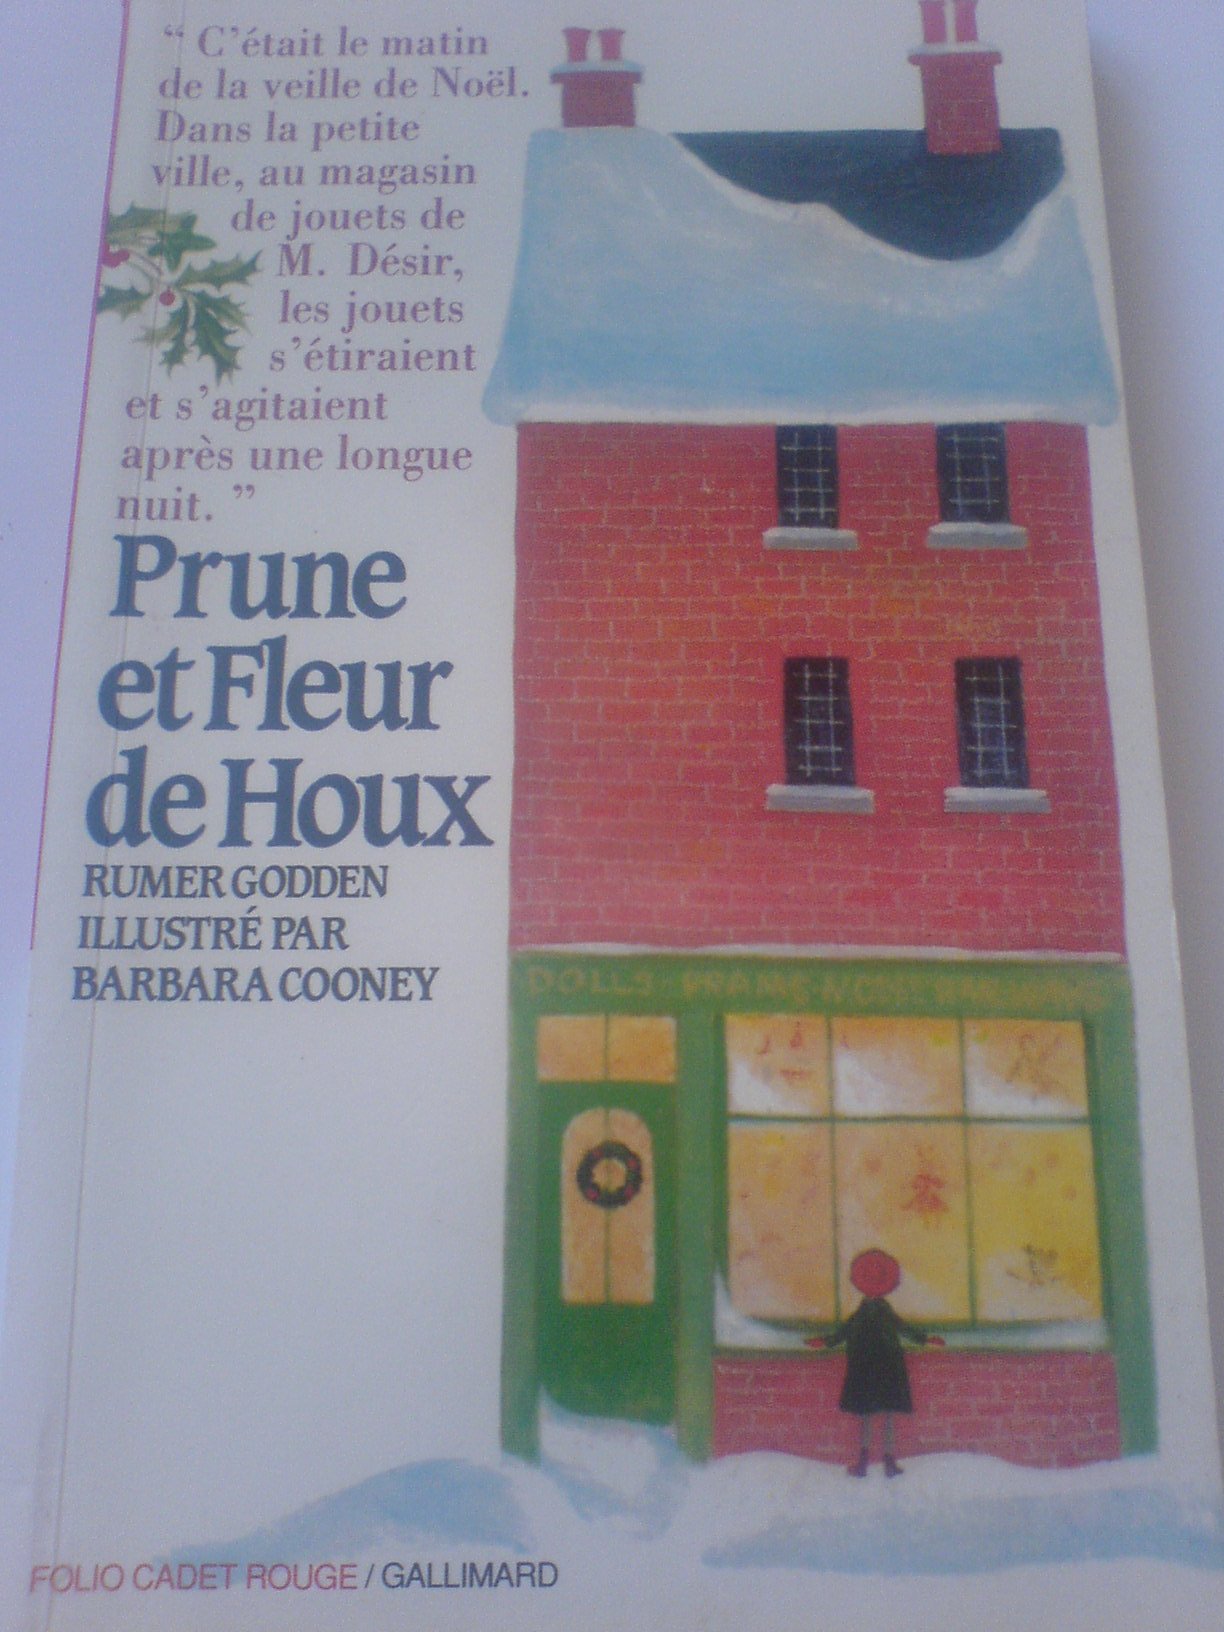 “ C’était le matin
de la veille de Noël.
Dans la petite
ville, au magasin
de jouets de
M. Désir,
les jouets
s’étiraient
et s’agitaient
après une longue
nuit. ”
Prune
et Fleur
de Houx
RUMER GODDEN
ILLUSTRÉ PAR
BARBARA COONEY
DOLLS
FOLIO CADET ROUGE / GALLIMARD